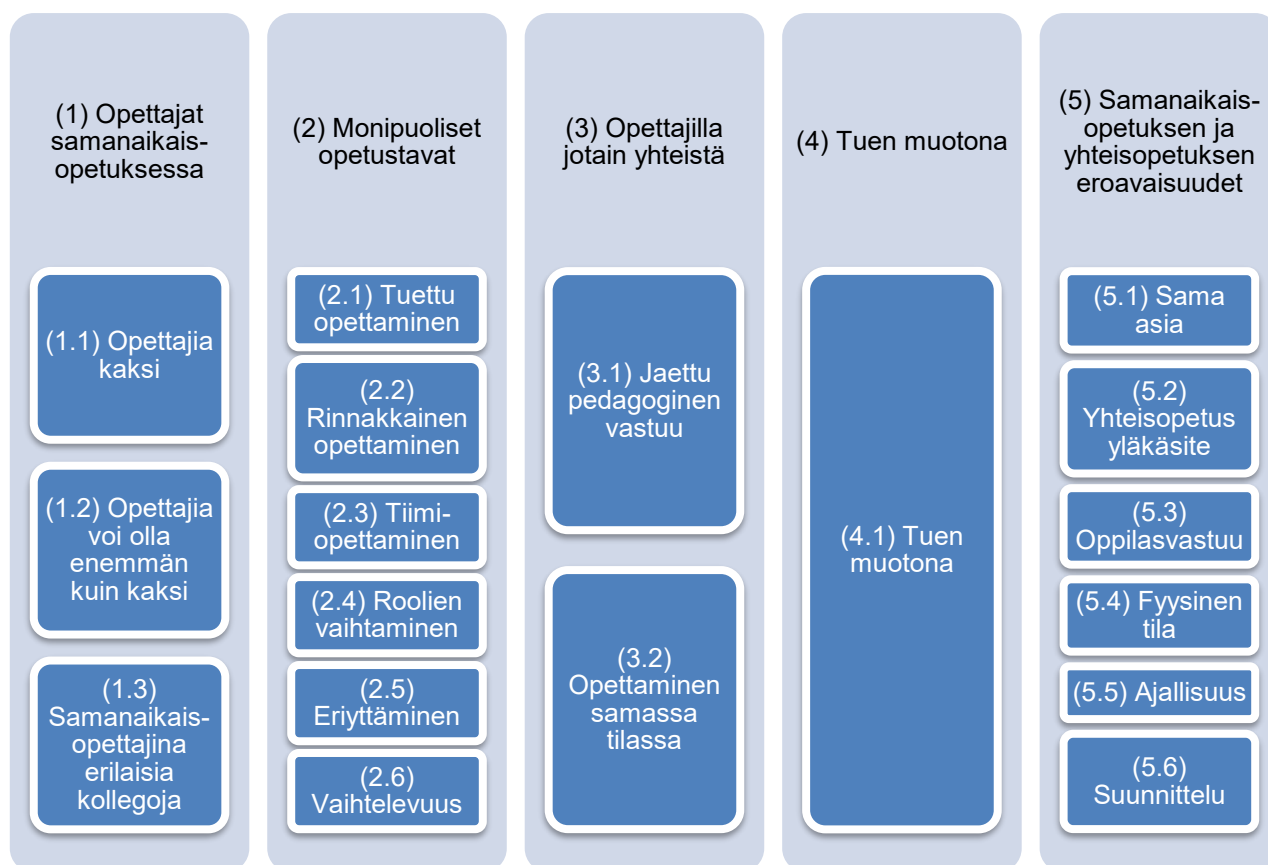 (1) Opettajat
samanaikais-
opetuksessa
(1.1) Opettajia
kaksi
(1.2) Opettajia
voi olla
enemmän
kuin kaksi
(1.3)
Samanaikais-
opettajina
erilaisia
kollegoja
(2) Monipuoliset
opetustavat
(2.1) Tuettu
opettaminen
(2.2)
Rinnakkainen
opettaminen
(2.3) Tiimi-
opettaminen
(2.4) Roolien
vaihtaminen
(2.5)
Eriyttäminen
(2.6)
Vaihtelevuus
(3) Opettajilla
jotain yhteistä
(3.1) Jaettu
pedagoginen
vastuu
(3.2)
Opettaminen
samassa
tilassa
(4) Tuen muotona
(4.1) Tuen
muotona
(5) Samanaikais-
opetuksen ja
yhteisopetuksen
eroavaisuudet
(5.1) Sama
asia
(5.2)
Yhteisopetus
yläkäsite
(5.3)
Oppilasvastuu
(5.4) Fyysinen
tila
(5.5) Ajallisuus
(5.6)
Suunnittelu